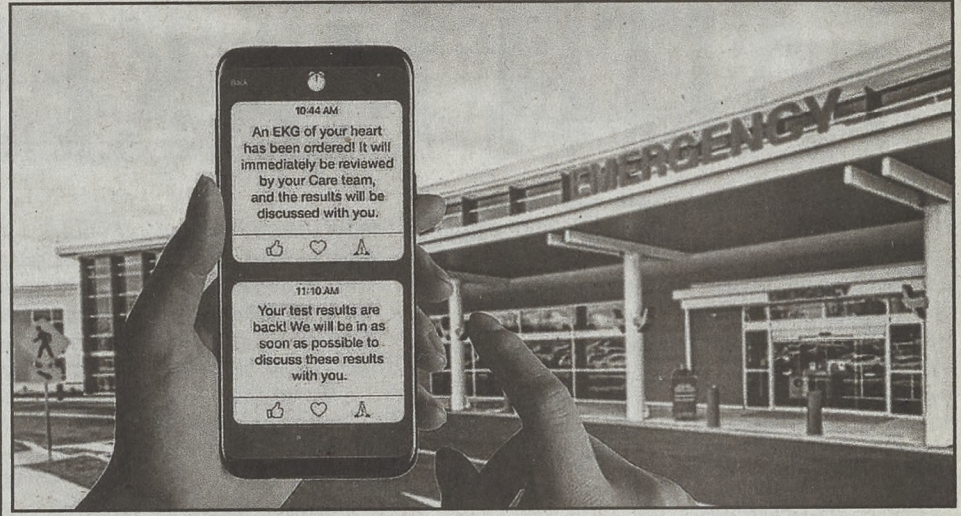 Back
10:44 AM
An EKG of your heart
has been ordered! It will
immediately be reviewed
by your Care team,
and the results will be
discussed with you.
11:10 AM
Your test results are
back! We will be in as
soon as possible to
discuss these results
with you.
EMERGENCY